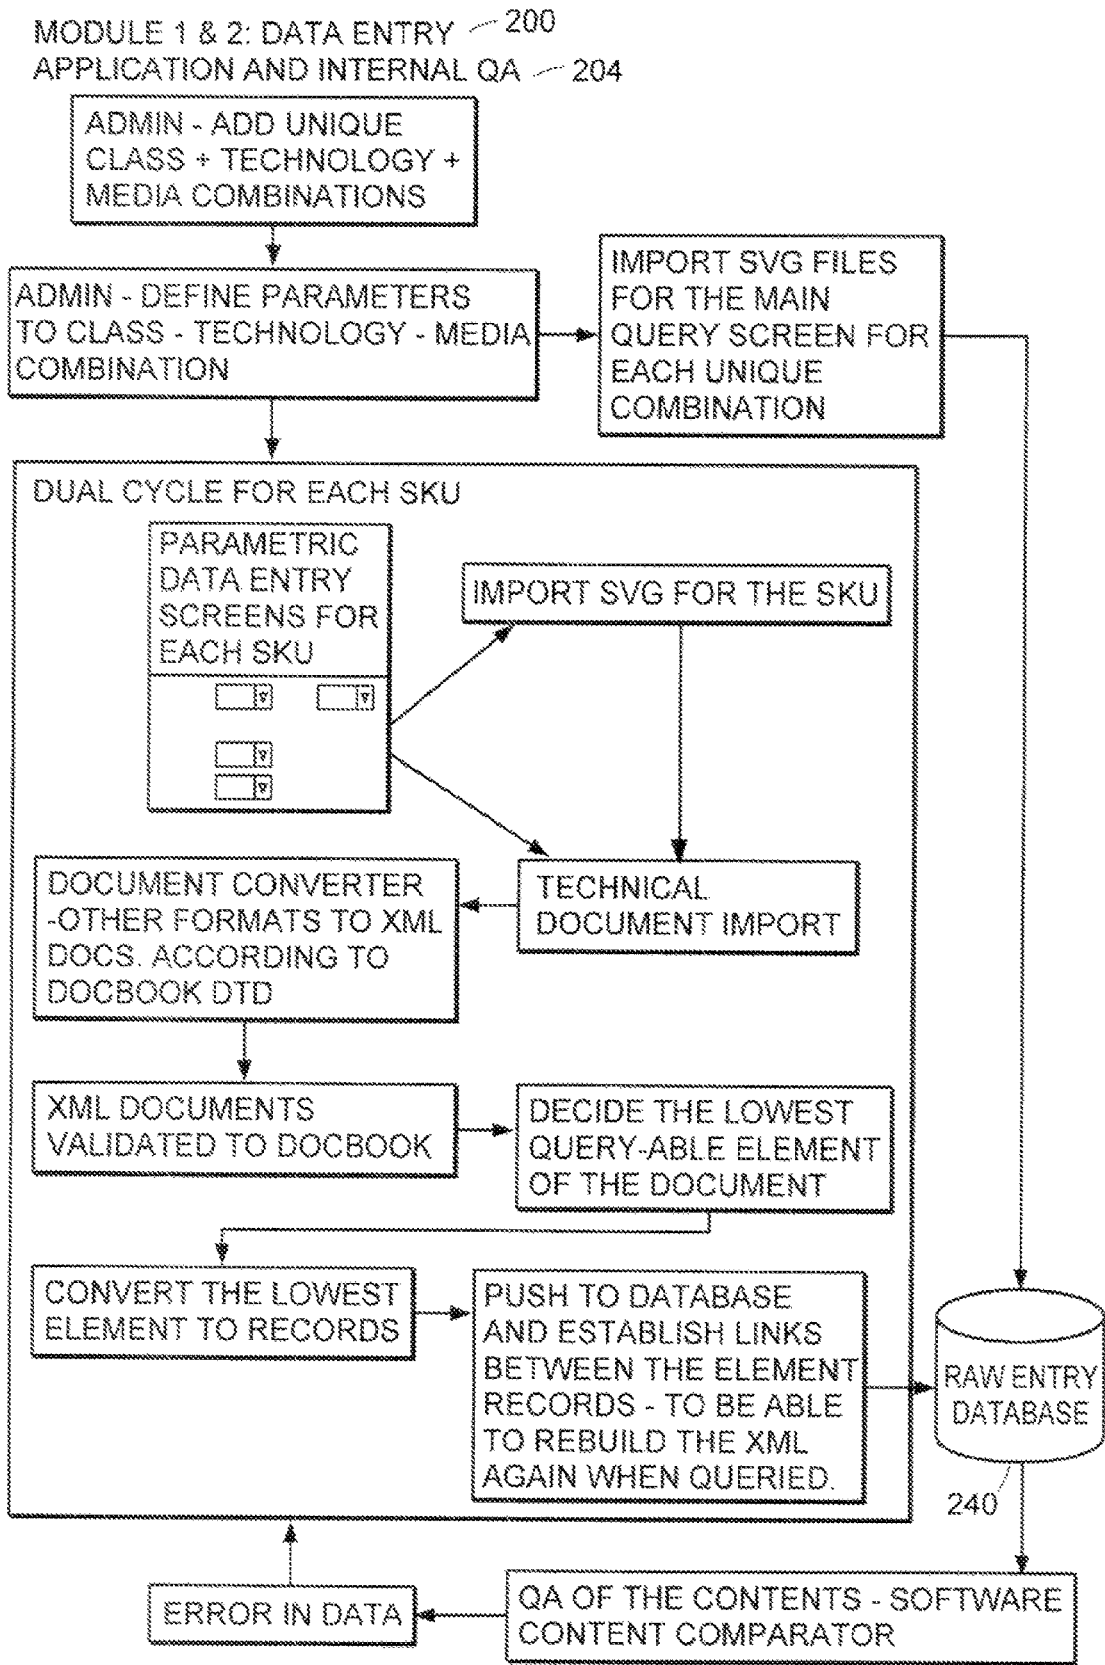 MODULE 1 & 2: DATA ENTRY 200
APPLICATION AND INTERNAL QA 204
ADMIN - ADD UNIQUE
CLASS + TECHNOLOGY +
MEDIA COMBINATIONS
ADMIN - DEFINE PARAMETERS
TO CLASS - TECHNOLOGY - MEDIA
COMBINATION
IMPORT SVG FILES
FOR THE MAIN
QUERY SCREEN FOR
EACH UNIQUE
COMBINATION
DUAL CYCLE FOR EACH SKU
PARAMETRIC
DATA ENTRY
SCREENS FOR
EACH SKU
IMPORT SVG FOR THE SKU
TECHNICAL
DOCUMENT IMPORT
DOCUMENT CONVERTER
-OTHER FORMATS TO XML
DOCS. ACCORDING TO
DOCBOOK DTD
XML DOCUMENTS
VALIDATED TO DOCBOOK
DECIDE THE LOWEST
QUERY-ABLE ELEMENT
OF THE DOCUMENT
CONVERT THE LOWEST
ELEMENT TO RECORDS
PUSH TO DATABASE
AND ESTABLISH LINKS
BETWEEN THE ELEMENT
RECORDS - TO BE ABLE
TO REBUILD THE XML
AGAIN WHEN QUERIED.
RAW ENTRY
DATABASE
240
QA OF THE CONTENTS - SOFTWARE
CONTENT COMPARATOR
ERROR IN DATA